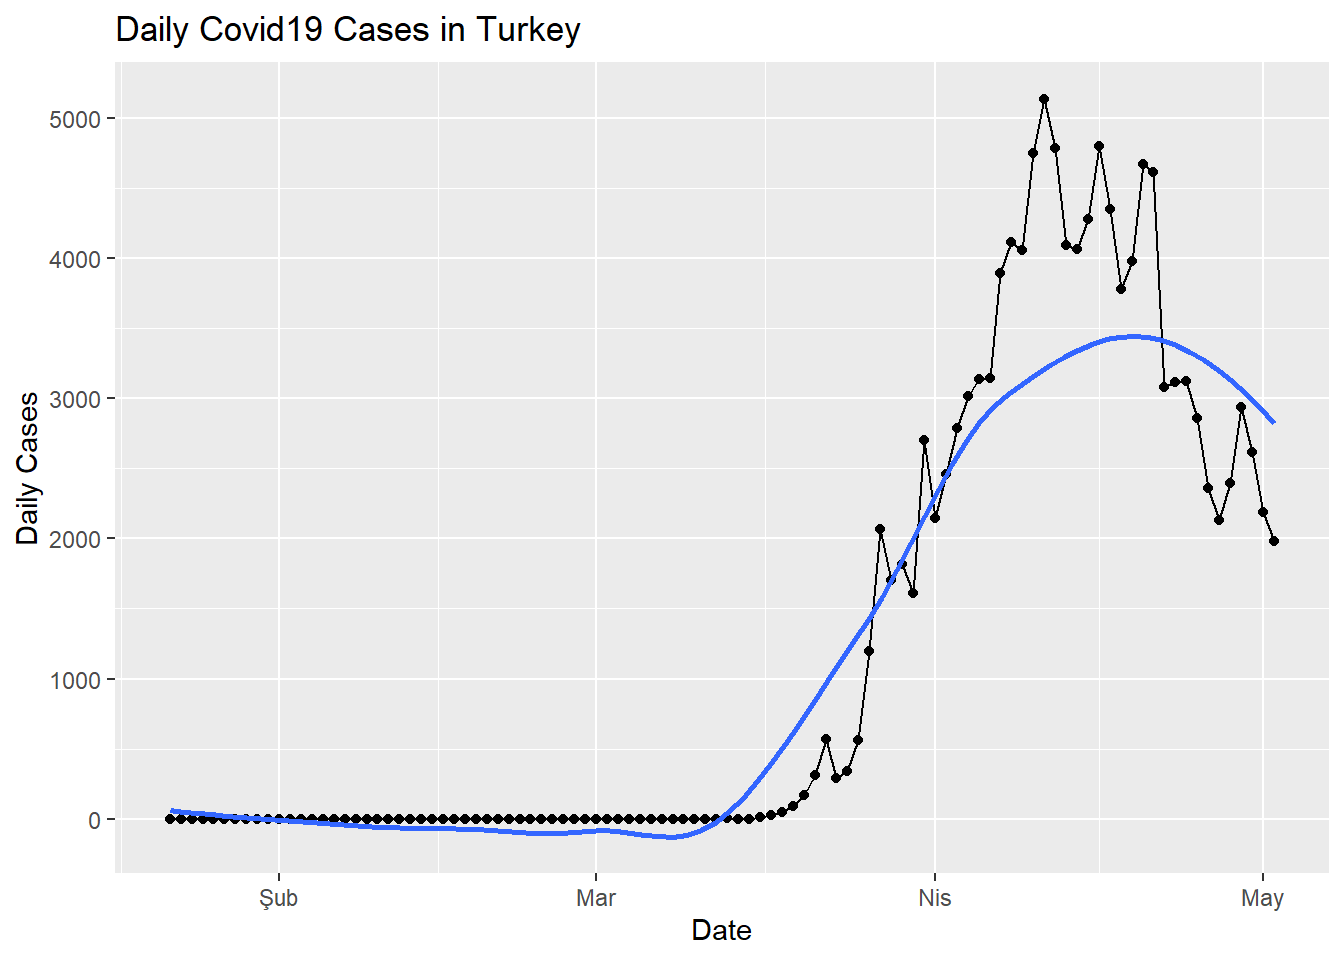 Daily Covid19 Cases in Turkey
5000
4000
3000
2000
1000
0
Daily Cases
Şub
Mar
Nis
May
Date